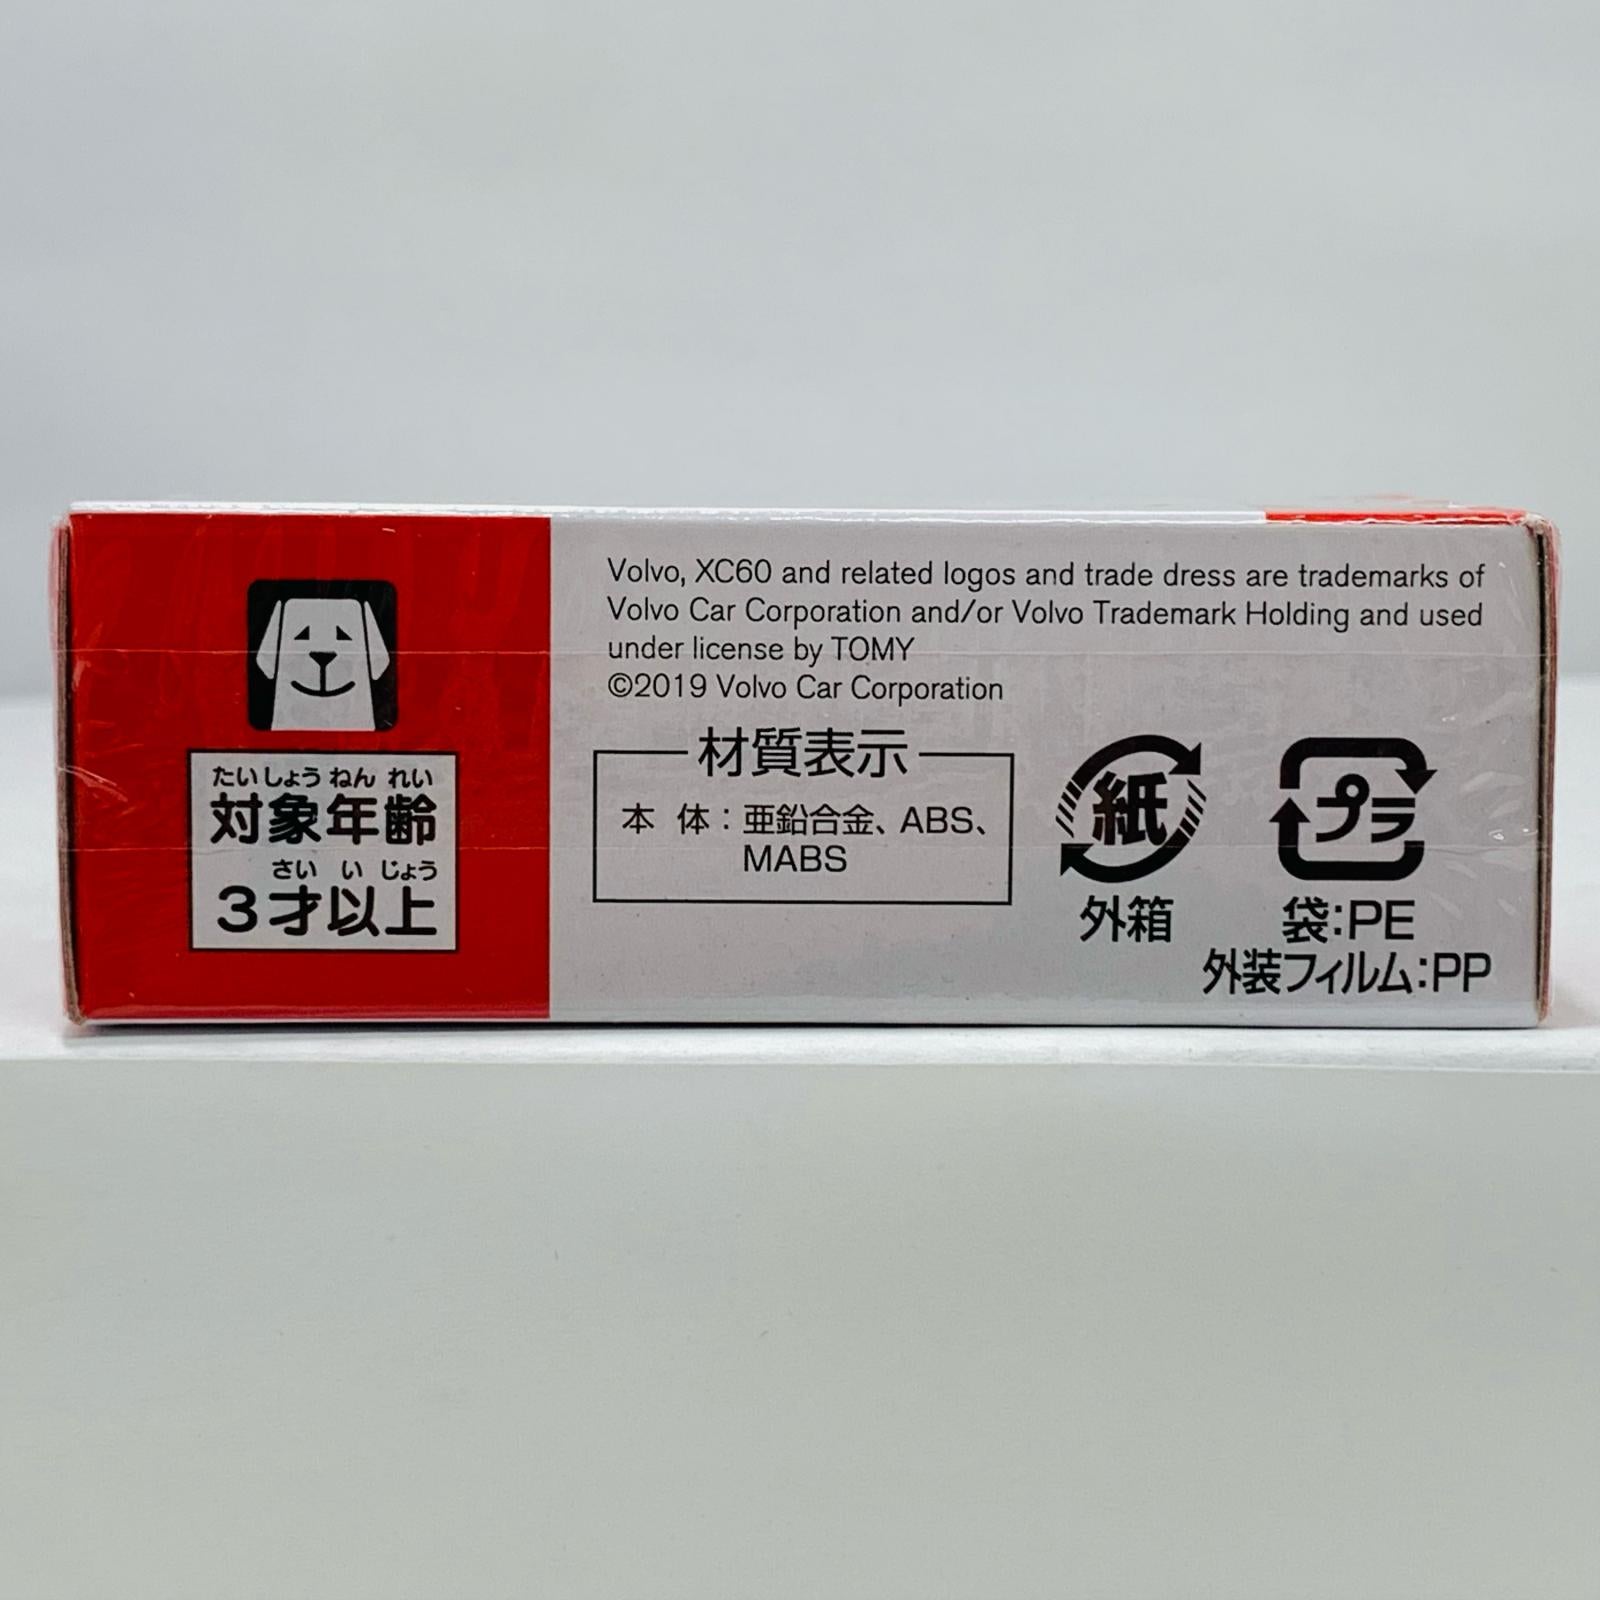 たいしょうねんれい
対象年齢
さいいじょう
3才以上
Volvo, XC60 and related logos and trade dress are trademarks of
Volvo Car Corporation and/or Volvo Trademark Holding and used
under license by TOMY
©2019 Volvo Car Corporation
材質表示
本体：亜鉛合金、ABS、
MABS
紙
外箱
プラ
袋:PE
外装フィルム:PP